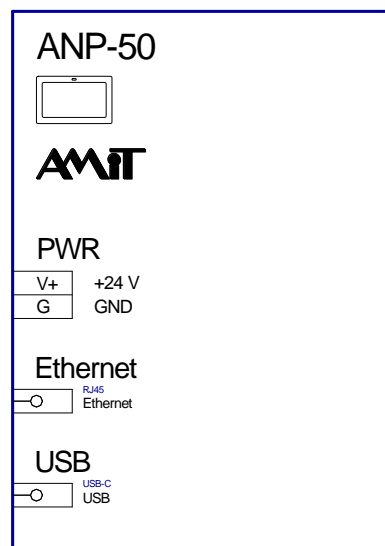 ANP-50
AMiT
PWR
V+ +24 V
G GND
Ethernet
RJ45
Ethernet
USB
USB-C
USB